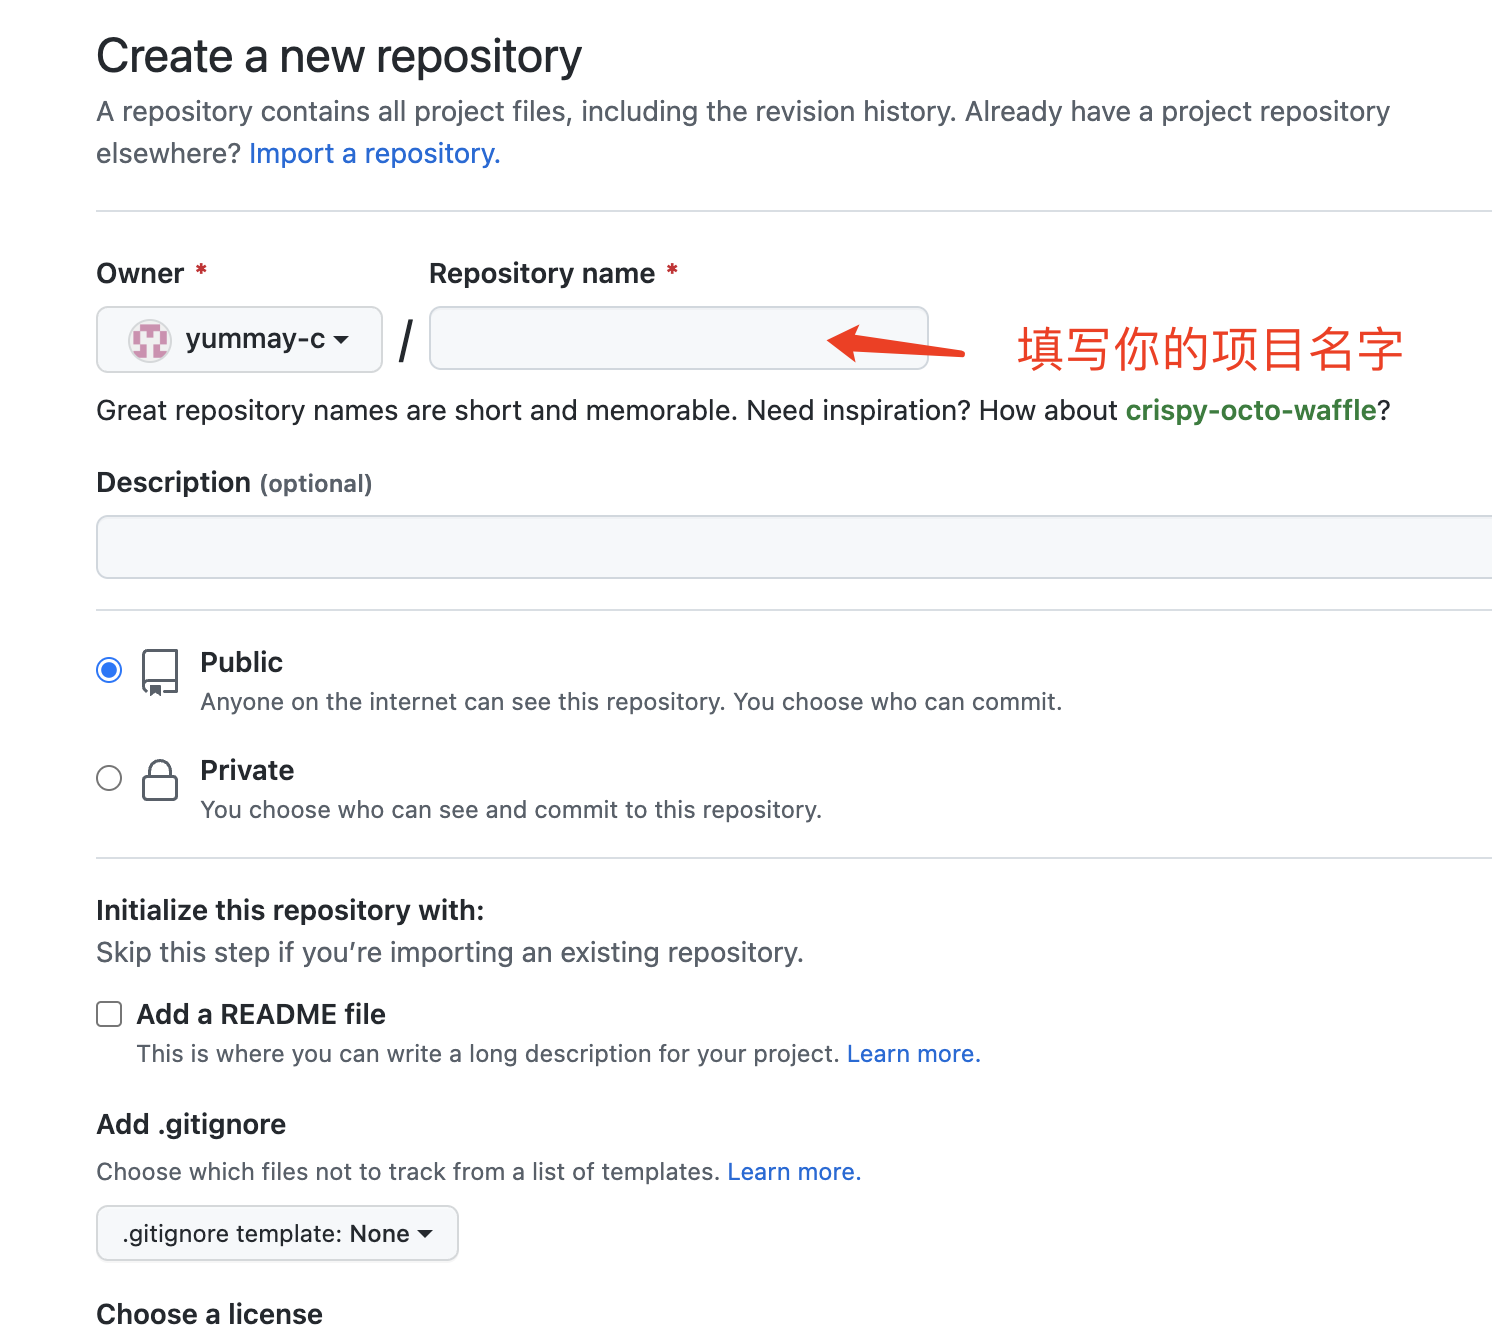 Create a new repository
A repository contains all project files, including the revision history. Already have a project repository
elsewhere? Import a repository.
Owner *
Repository name *
yummay-c
/
填写你的项目名字
Great repository names are short and memorable. Need inspiration? How about crispy-octo-waffle?
Description (optional)
Public
Anyone on the internet can see this repository. You choose who can commit.
Private
You choose who can see and commit to this repository.
Initialize this repository with:
Skip this step if you’re importing an existing repository.
Add a README file
This is where you can write a long description for your project. Learn more.
Add .gitignore
Choose which files not to track from a list of templates. Learn more.
.gitignore template: None
Choose a license